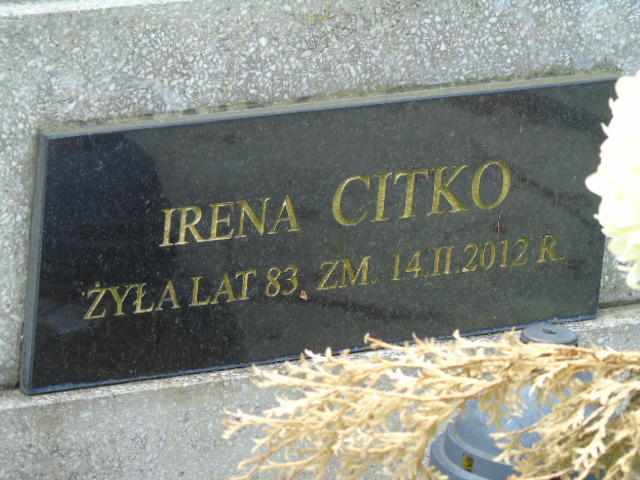 IRENA CITKO
ŻYŁA LAT 83, ZM. 14.II.2012 R.